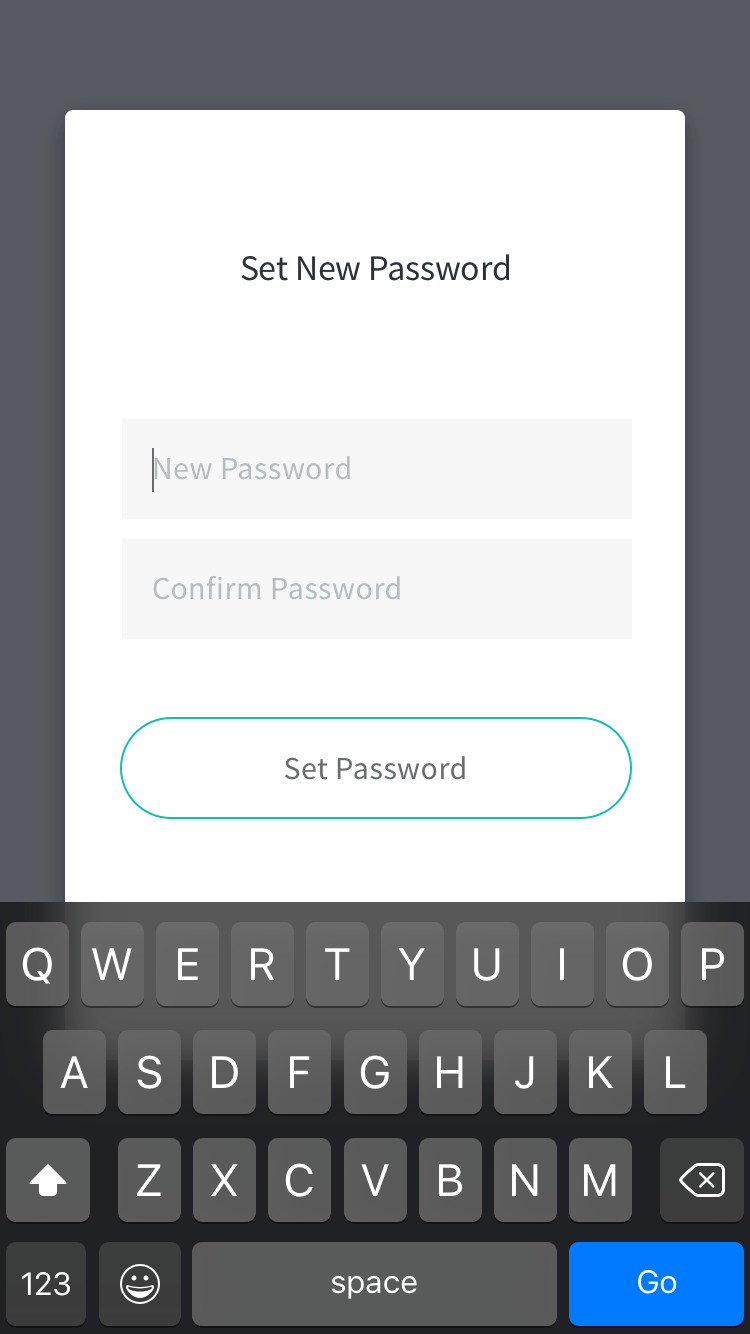 Set New Password
New Password
Confirm Password
Set Password
Q W E R T Y U I O P
A S D F G H J K L
Z X C V B N M
123 space Go